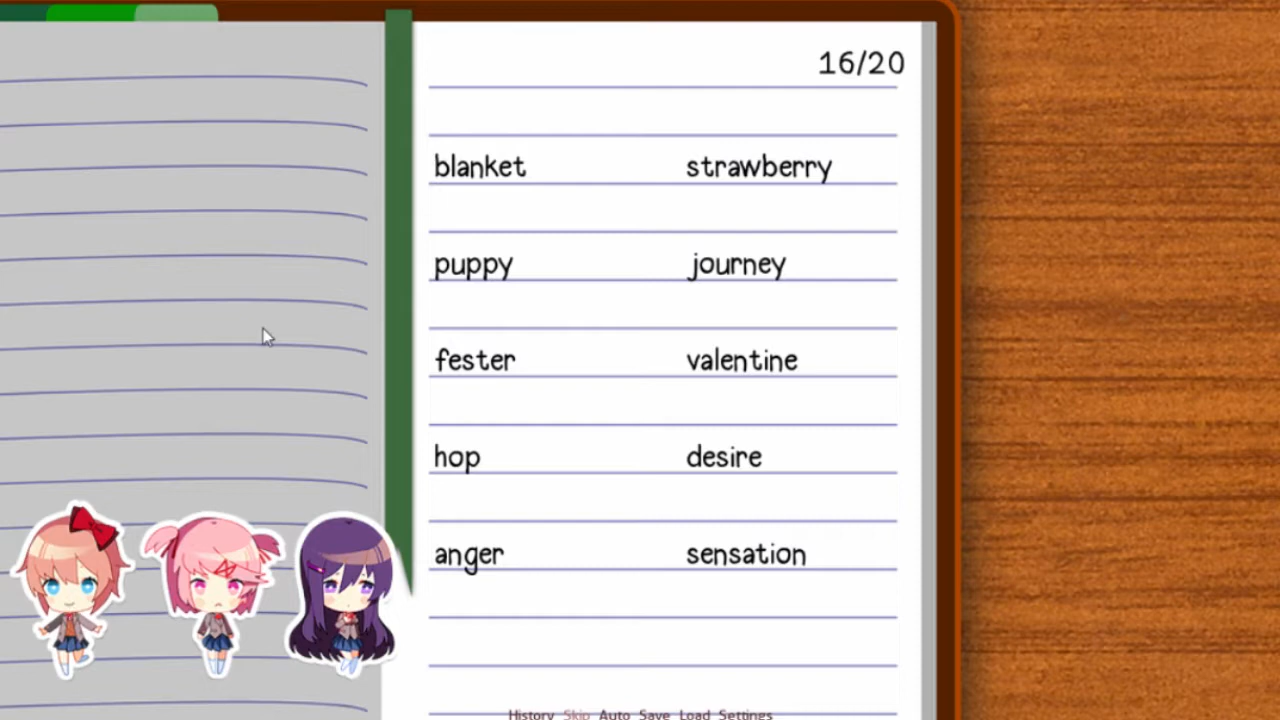 16/20
blanket strawberry
puppy journey
fester valentine
hop desire
anger sensation
History Skip Auto Save Load Settings